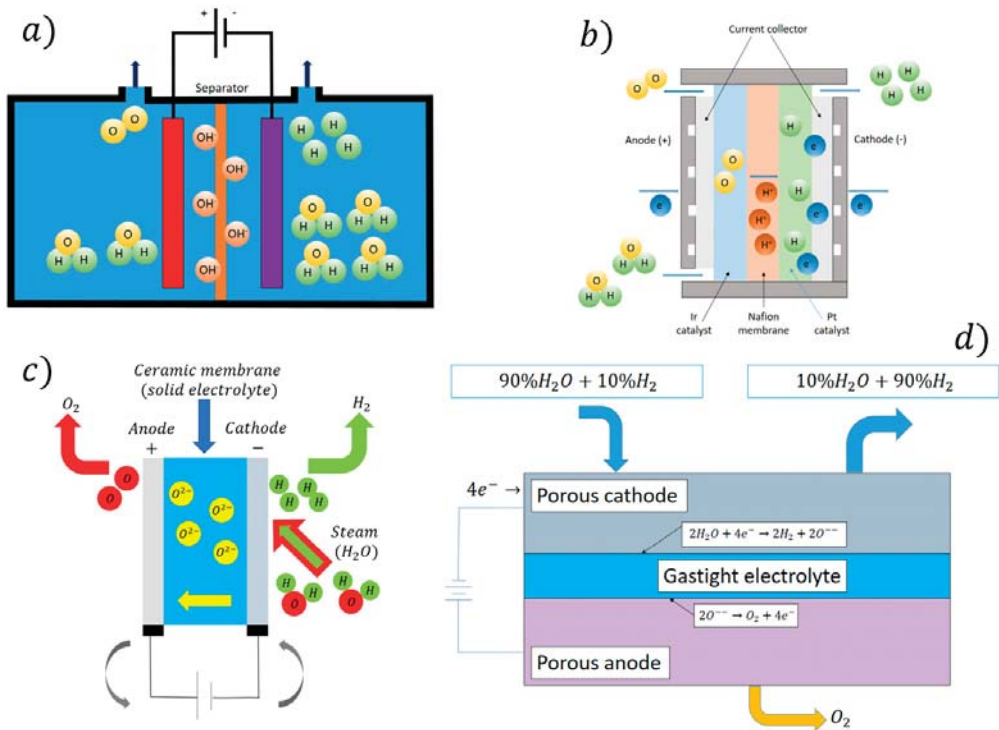 a)
+ -
Separator
O O
H H H H
OH-
OH-
OH-
OH-
OH-
O H H
O H H
O H H
O H H
O H H
O H H
b)
Current collector
O O
H H H H
Anode (+)
Cathode (-)
H
e-
O O
H+
H
e-
e-
e-
H+
H+
H
e-
O H H
O H H
Ir
catalyst
Nafion
membrane
Pt
catalyst
c)
Ceramic membrane
(solid electrolyte)
O₂
H₂
Anode
+
Cathode
−
O O
H H H H
O²⁻
O²⁻
O²⁻
O²⁻
Steam
(H₂O)
H H O
H H O
d)
90%H₂O + 10%H₂
10%H₂O + 90%H₂
4e⁻ →
Porous cathode
2H₂O + 4e⁻ → 2H₂ + 2O⁻⁻
Gastight electrolyte
2O⁻⁻ → O₂ + 4e⁻
Porous anode
O₂